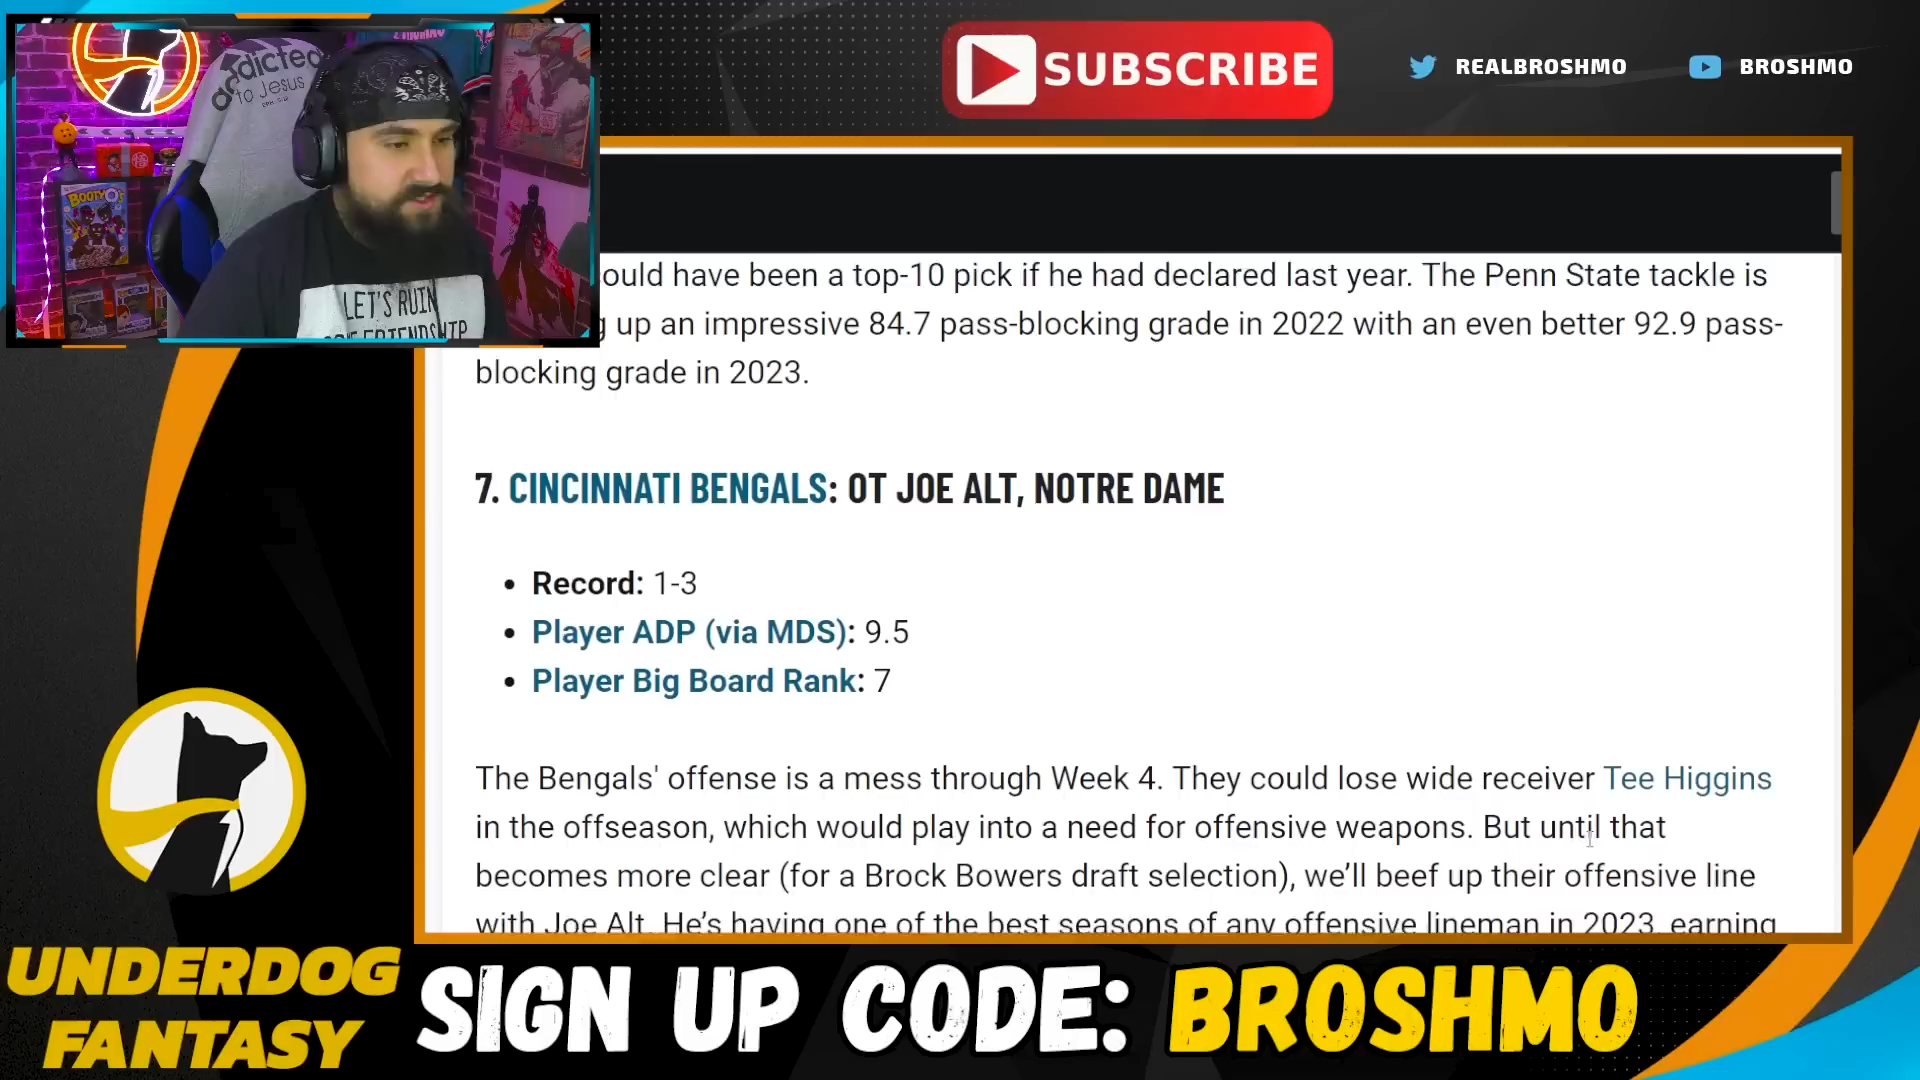 addicted
to Jesus
BOOTY O's
LET'S RUIN
FRIENDSHIP
SUBSCRIBE
REALBROSHMO
BROSHMO
ould have been a top-10 pick if he had declared last year. The Penn State tackle is
up an impressive 84.7 pass-blocking grade in 2022 with an even better 92.9 pass-
blocking grade in 2023.
7. CINCINNATI BENGALS: OT JOE ALT, NOTRE DAME
• Record: 1-3
• Player ADP (via MDS): 9.5
• Player Big Board Rank: 7
The Bengals' offense is a mess through Week 4. They could lose wide receiver Tee Higgins
in the offseason, which would play into a need for offensive weapons. But until that
becomes more clear (for a Brock Bowers draft selection), we’ll beef up their offensive line
with Joe Alt. He’s having one of the best seasons of any offensive lineman in 2023, earning
UNDERDOG
FANTASY
SIGN UP CODE: BROSHMO